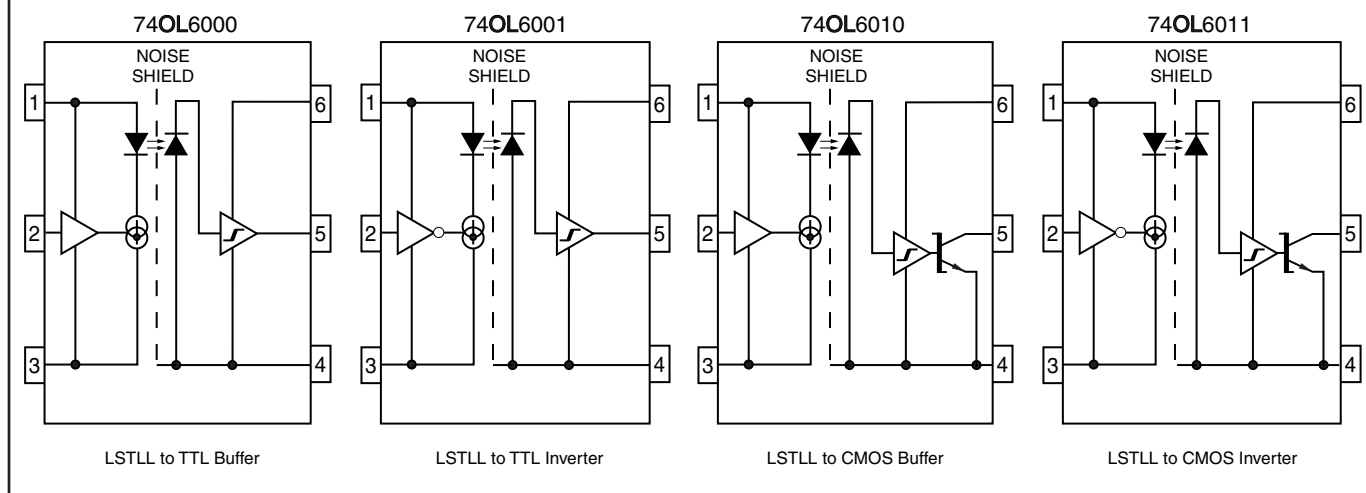 74OL6000
NOISE
SHIELD
1
6
2
5
3
4
LSTLL to TTL Buffer
74OL6001
NOISE
SHIELD
1
6
2
5
3
4
LSTLL to TTL Inverter
74OL6010
NOISE
SHIELD
1
6
2
5
3
4
LSTLL to CMOS Buffer
74OL6011
NOISE
SHIELD
1
6
2
5
3
4
LSTLL to CMOS Inverter